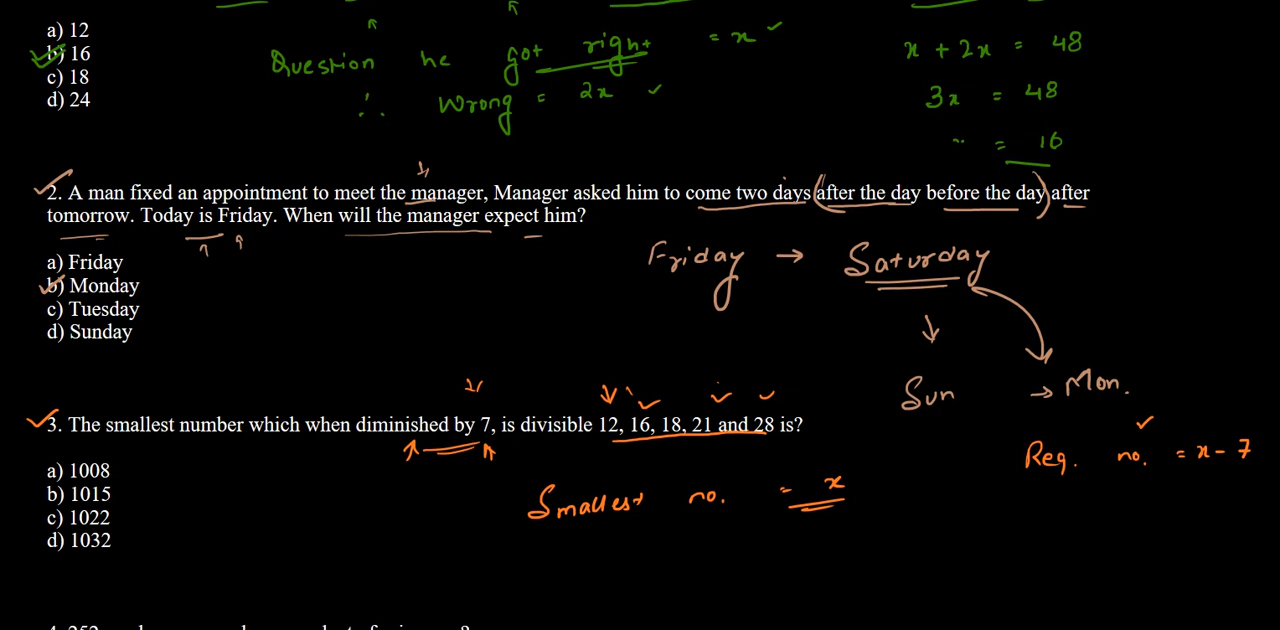 a) 12
b) 16
c) 18
d) 24
Question he got right = x
∴ Wrong = 2x
x + 2x = 48
3x = 48
= 16
2. A man fixed an appointment to meet the manager, Manager asked him to come two days (after the day before the day) after
tomorrow. Today is Friday. When will the manager expect him?
a) Friday
b) Monday
c) Tuesday
d) Sunday
Friday → Saturday
Sun → Mon.
3. The smallest number which when diminished by 7, is divisible 12, 16, 18, 21 and 28 is?
a) 1008
b) 1015
c) 1022
d) 1032
Smallest no. = x
Req. no. = x - 7